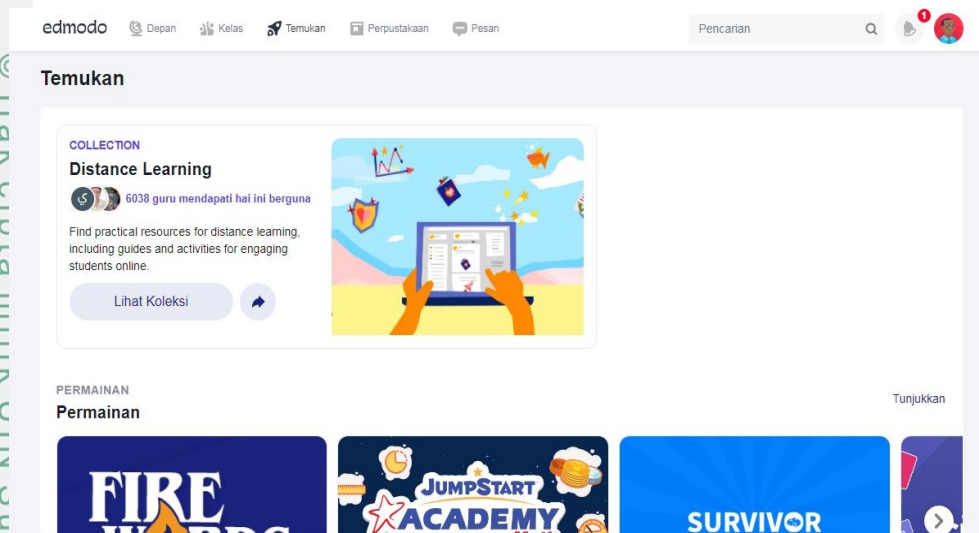 edmodo Depan Kelas Temukan Perpustakaan Pesan Pencarian 1
Temukan
COLLECTION
Distance Learning
6038 guru mendapati hai ini berguna
Find practical resources for distance learning,
including guides and activities for engaging
students online.
Lihat Koleksi
PERMAINAN
Permainan
Tunjukkan
FIRE
JUMPSTART
ACADEMY
SURVIVOR